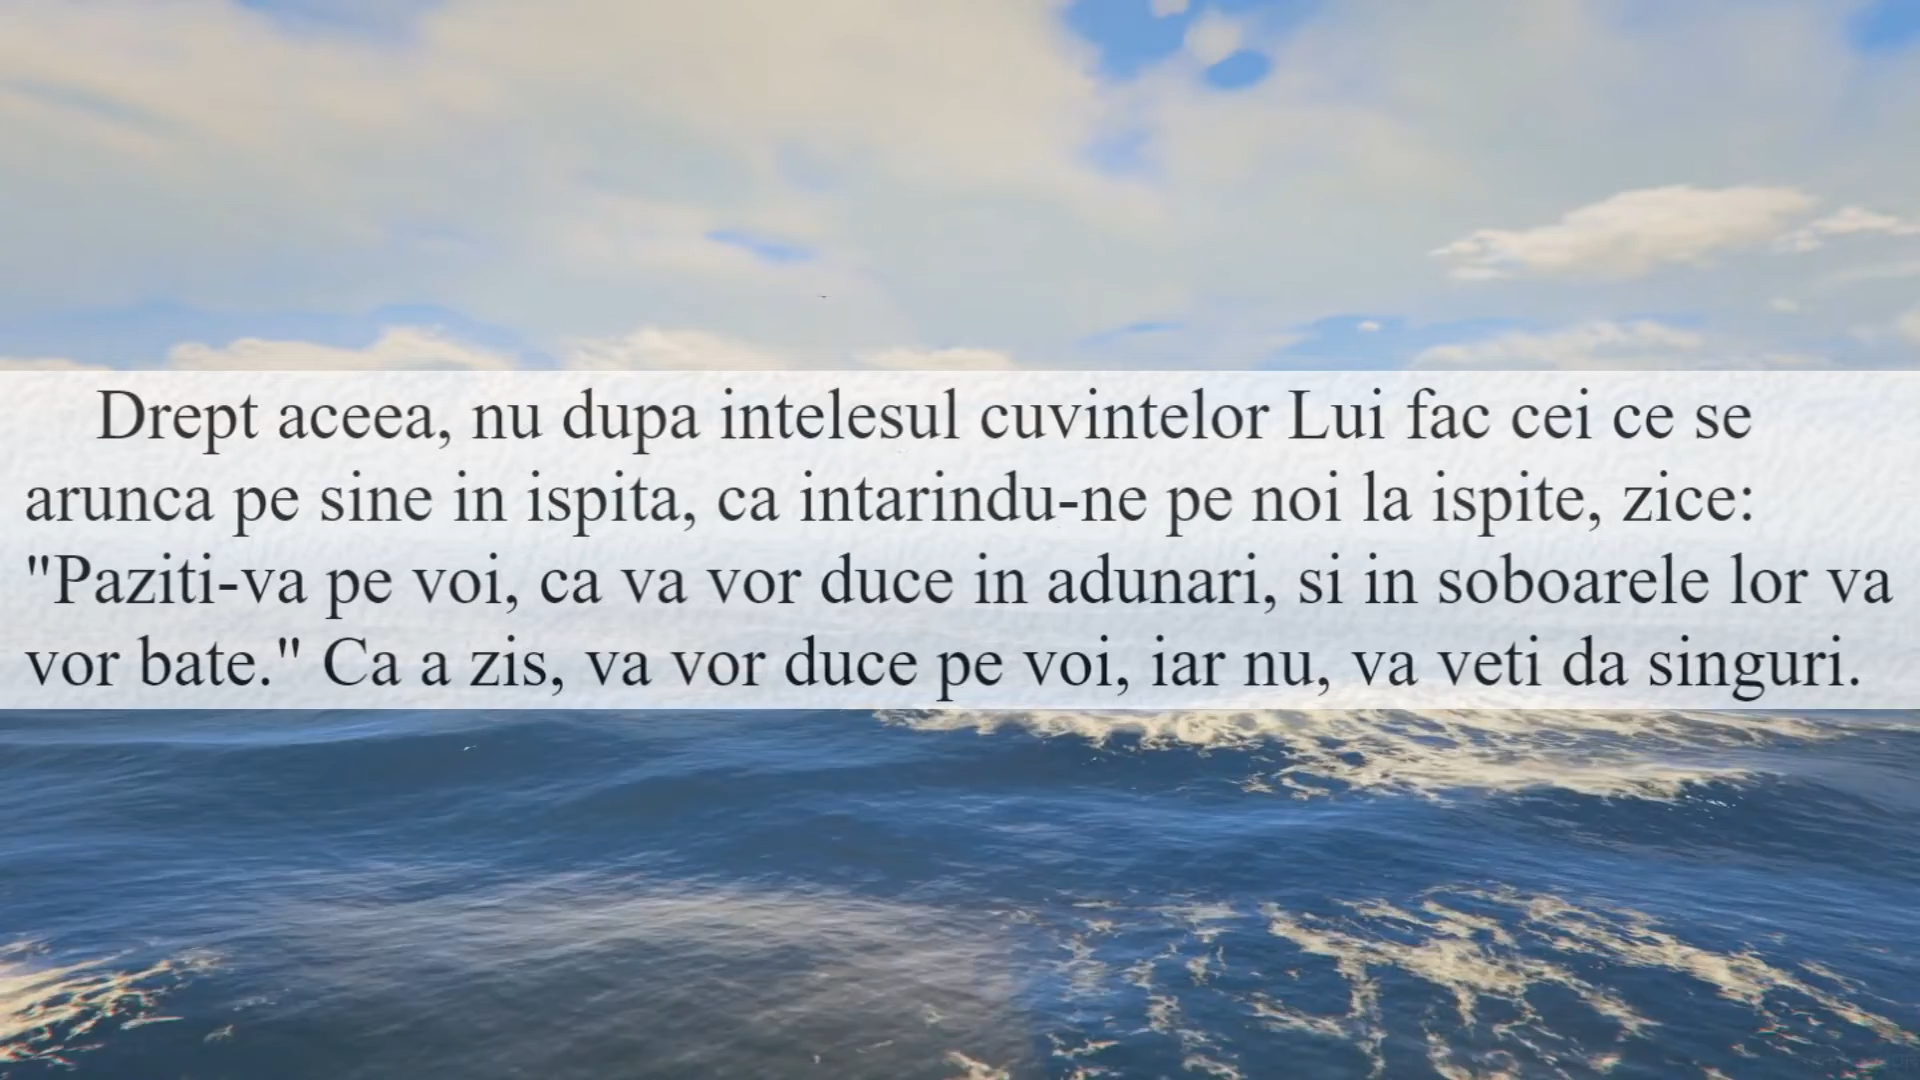 Drept aceea, nu dupa intelesul cuvintelor Lui fac cei ce se
arunca pe sine in ispita, ca intarindu-ne pe noi la ispite, zice:
"Paziti-va pe voi, ca va vor duce in adunari, si in soboarele lor va
vor bate." Ca a zis, va vor duce pe voi, iar nu, va veti da singuri.